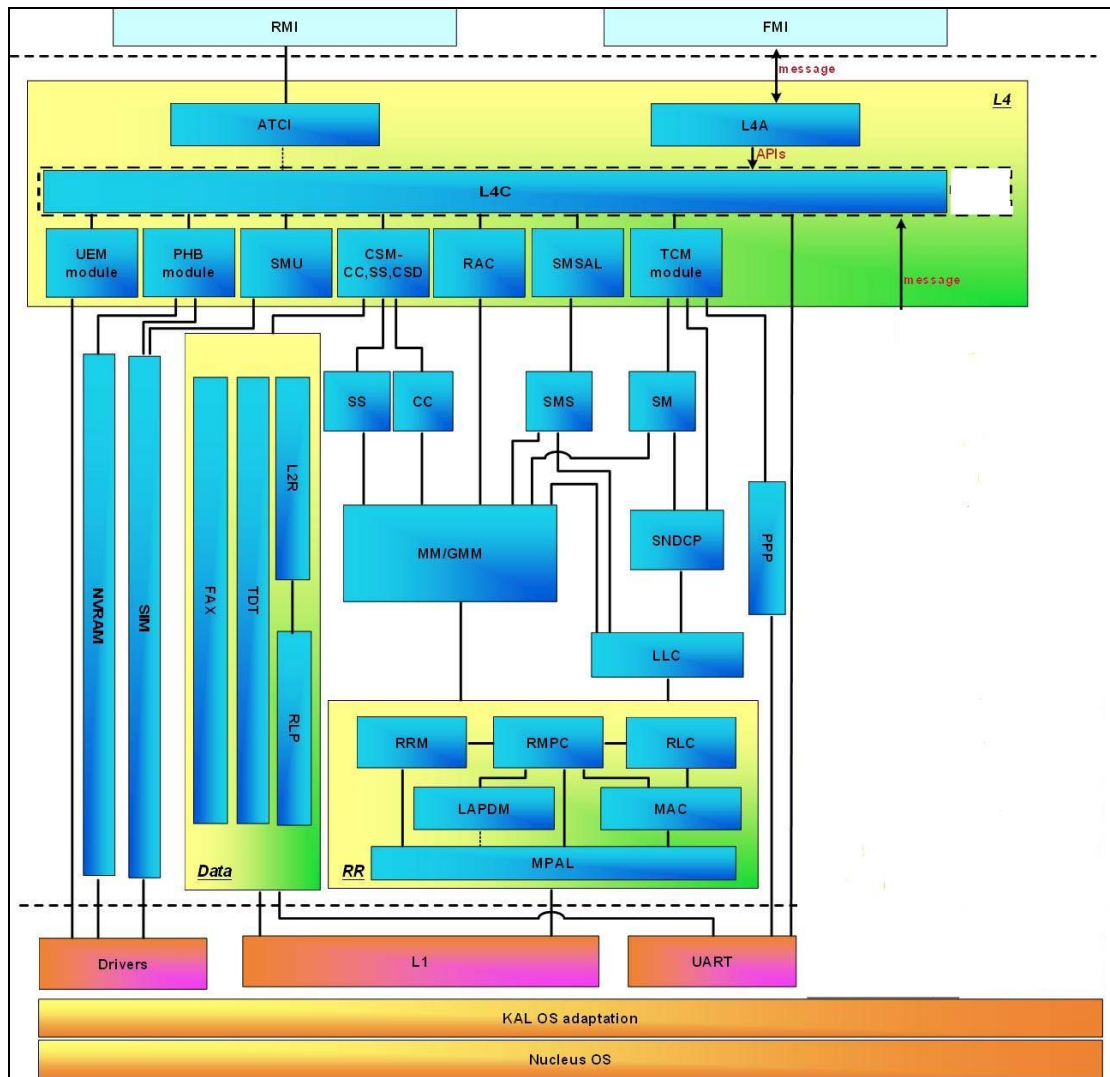 RMI
FMI
message
L4
ATCI
L4A
APIs
L4C
UEM
module
PHB
module
SMU
CSM-
CC,SS,CSD
RAC
SMSAL
TCM
module
message
SS
CC
SMS
SM
L2R
MM/GMM
SNDCP
PPP
NVRAM
SIM
FAX
TDT
LLC
RLP
RRM
RMPC
RLC
LAPDM
MAC
MPAL
Data
RR
Drivers
L1
UART
KAL OS adaptation
Nucleus OS